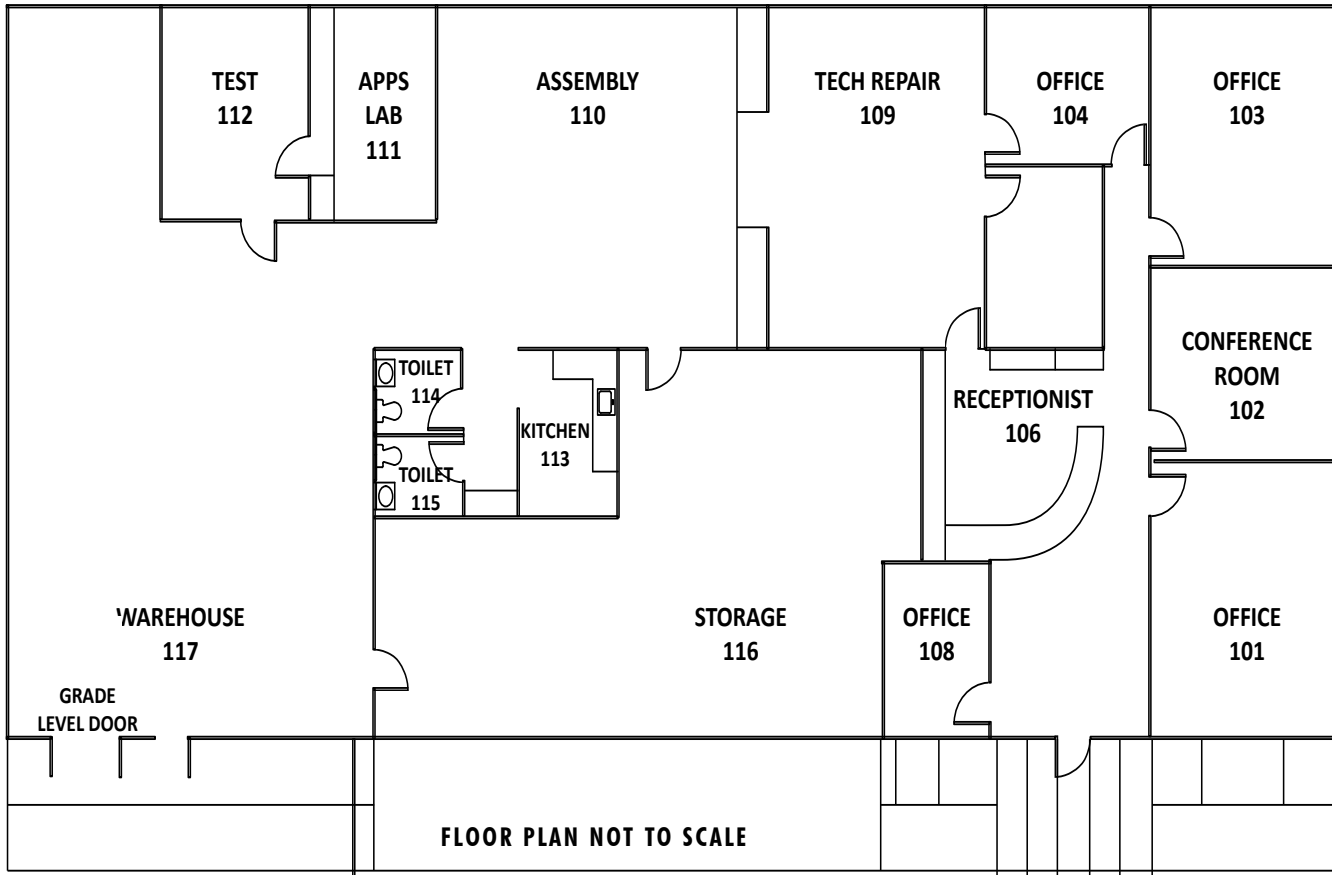 TEST
112
APPS
LAB
111
ASSEMBLY
110
TECH REPAIR
109
OFFICE
104
OFFICE
103
CONFERENCE
ROOM
102
TOILET
114
KITCHEN
113
TOILET
115
RECEPTIONIST
106
WAREHOUSE
117
STORAGE
116
OFFICE
108
OFFICE
101
GRADE
LEVEL DOOR
FLOOR PLAN NOT TO SCALE